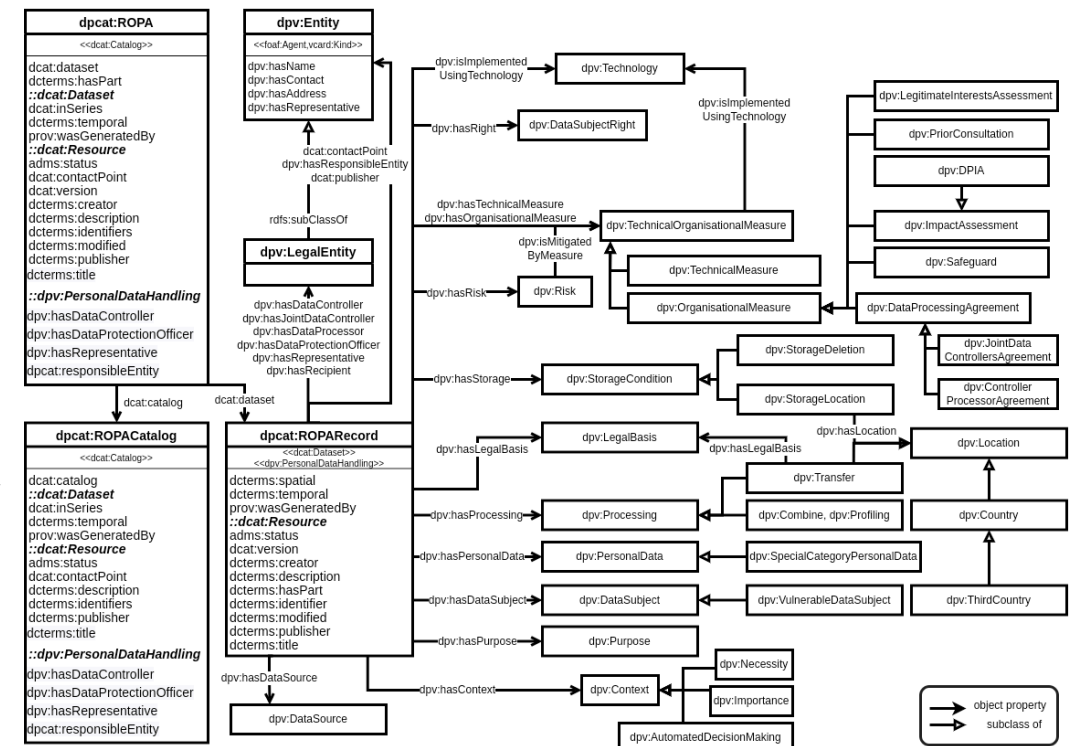 dpcat:ROPA
<<dcat:Catalog>>
dcat:dataset
dcterms:hasPart
::dcat:Dataset
dcat:inSeries
dcterms:temporal
prov:wasGeneratedBy
::dcat:Resource
adms:status
dcat:contactPoint
dcat:version
dcterms:creator
dcterms:description
dcterms:identifiers
dcterms:modified
dcterms:publisher
dcterms:title
::dpv:PersonalDataHandling
dpv:hasDataController
dpv:hasDataProtectionOfficer
dpv:hasRepresentative
dpcat:responsibleEntity
dcat:catalog
dcat:dataset
dpcat:ROPACatalog
<<dcat:Catalog>>
dcat:catalog
::dcat:Dataset
dcat:inSeries
dcterms:temporal
prov:wasGeneratedBy
::dcat:Resource
adms:status
dcat:contactPoint
dcterms:description
dcterms:identifiers
dcterms:publisher
dcterms:title
::dpv:PersonalDataHandling
dpv:hasDataController
dpv:hasDataProtectionOfficer
dpv:hasRepresentative
dpcat:responsibleEntity
dpv:Entity
<<foaf:Agent,vcard:Kind>>
dpv:hasName
dpv:hasContact
dpv:hasAddress
dpv:hasRepresentative
dcat:contactPoint
dpv:hasResponsibleEntity
dcat:publisher
rdfs:subClassOf
dpv:LegalEntity
dpv:hasDataController
dpv:hasJointDataController
dpv:hasDataProcessor
dpv:hasDataProtectionOfficer
dpv:hasRepresentative
dpv:hasRecipient
dpcat:ROPARecord
<<dcat:Dataset>>
<<dpv:PersonalDataHandling>>
dcterms:spatial
dcterms:temporal
prov:wasGeneratedBy
::dcat:Resource
adms:status
dcat:version
dcterms:creator
dcterms:description
dcterms:hasPart
dcterms:identifier
dcterms:modified
dcterms:publisher
dcterms:title
dpv:hasDataSource
dpv:DataSource
dpv:isImplemented
UsingTechnology
dpv:Technology
dpv:isImplemented
UsingTechnology
dpv:hasRight
dpv:DataSubjectRight
dpv:hasTechnicalMeasure
dpv:hasOrganisationalMeasure
dpv:TechnicalOrganisationalMeasure
dpv:isMitigated
ByMeasure
dpv:hasRisk
dpv:Risk
dpv:TechnicalMeasure
dpv:OrganisationalMeasure
dpv:LegitimateInterestsAssessment
dpv:PriorConsultation
dpv:DPIA
dpv:ImpactAssessment
dpv:Safeguard
dpv:DataProcessingAgreement
dpv:JointData
ControllersAgreement
dpv:Controller
ProcessorAgreement
dpv:hasStorage
dpv:StorageCondition
dpv:StorageDeletion
dpv:StorageLocation
dpv:hasLocation
dpv:Location
dpv:hasLegalBasis
dpv:LegalBasis
dpv:hasLegalBasis
dpv:Transfer
dpv:hasProcessing
dpv:Processing
dpv:Combine, dpv:Profiling
dpv:Country
dpv:hasPersonalData
dpv:PersonalData
dpv:SpecialCategoryPersonalData
dpv:hasDataSubject
dpv:DataSubject
dpv:VulnerableDataSubject
dpv:ThirdCountry
dpv:hasPurpose
dpv:Purpose
dpv:hasContext
dpv:Context
dpv:Necessity
dpv:Importance
dpv:AutomatedDecisionMaking
object property
subclass of